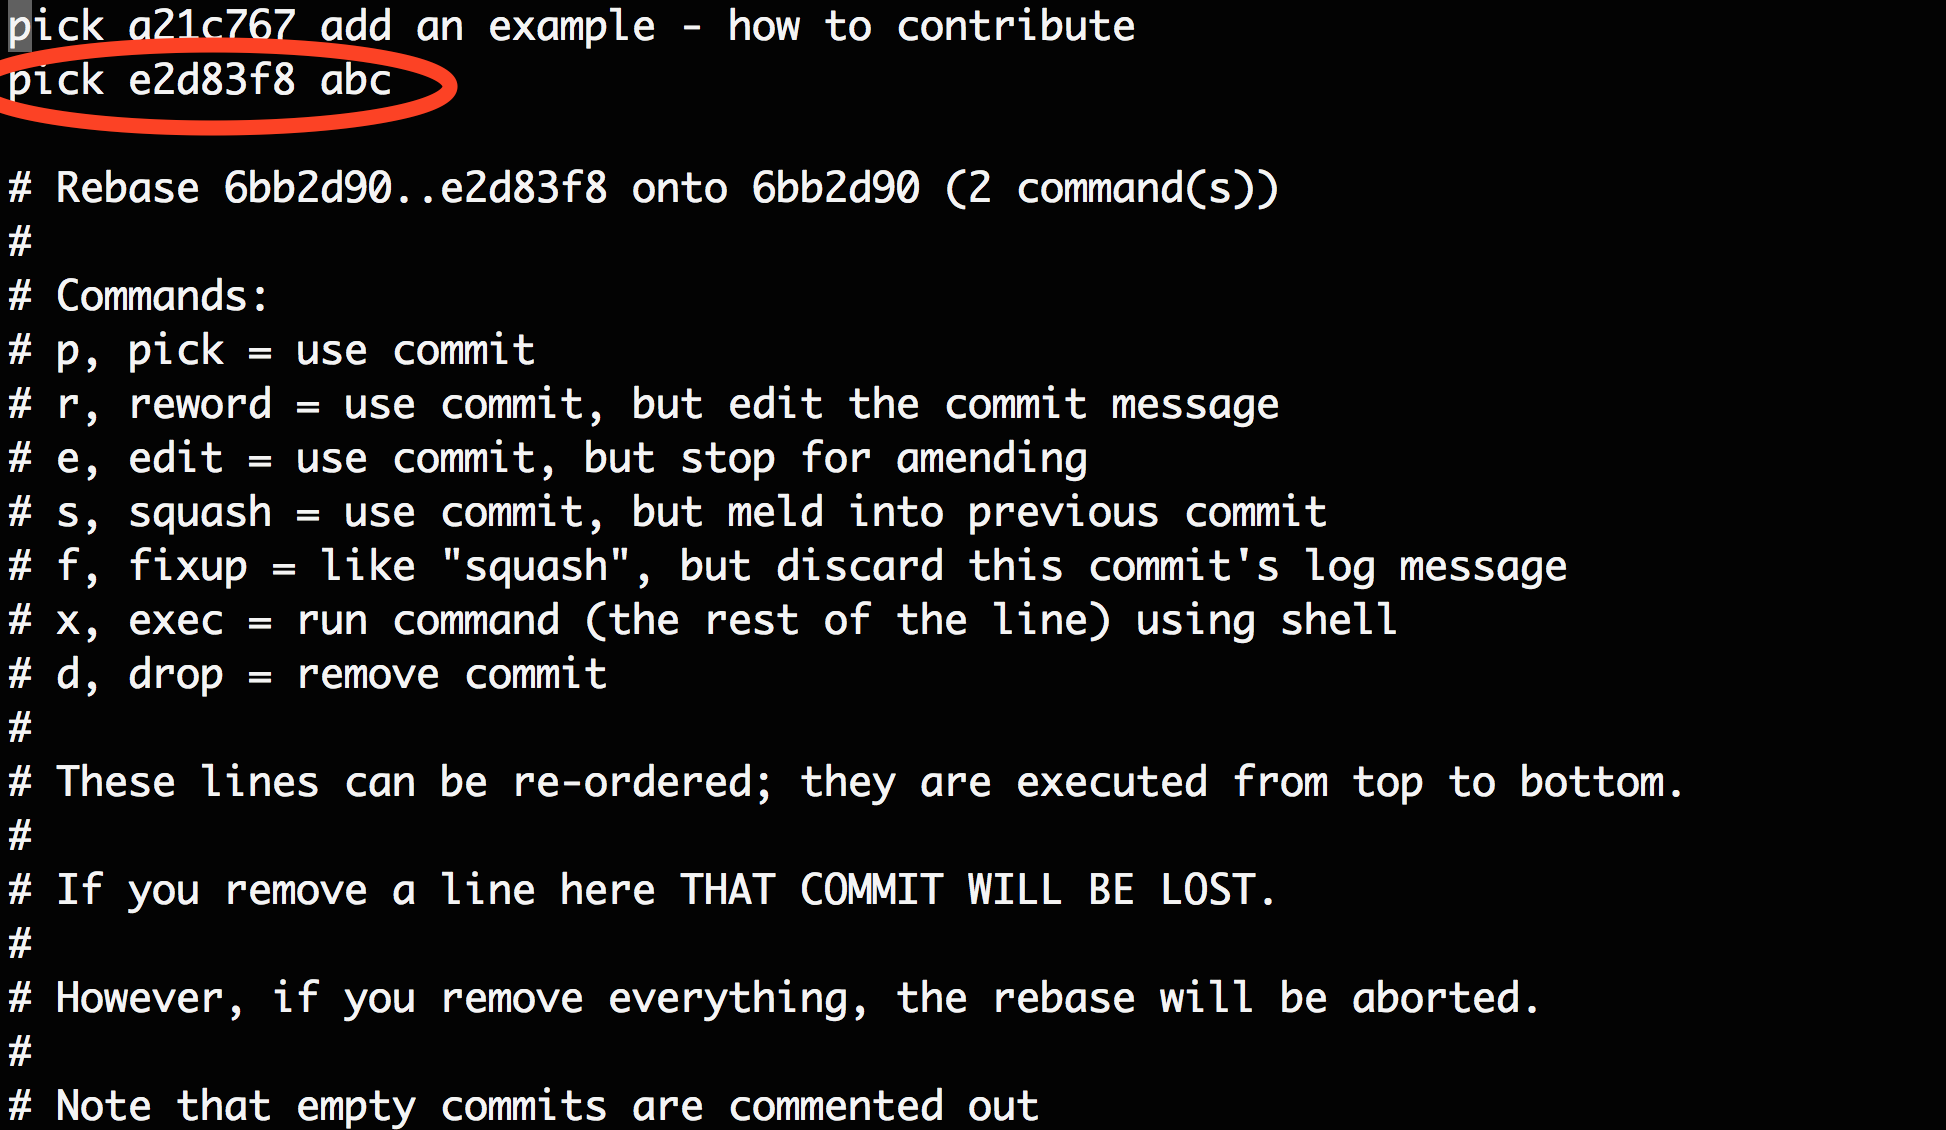 pick a21c767 add an example - how to contribute
pick e2d83f8 abc
# Rebase 6bb2d90..e2d83f8 onto 6bb2d90 (2 command(s))
#
# Commands:
# p, pick = use commit
# r, reword = use commit, but edit the commit message
# e, edit = use commit, but stop for amending
# s, squash = use commit, but meld into previous commit
# f, fixup = like "squash", but discard this commit's log message
# x, exec = run command (the rest of the line) using shell
# d, drop = remove commit
#
# These lines can be re-ordered; they are executed from top to bottom.
#
# If you remove a line here THAT COMMIT WILL BE LOST.
#
# However, if you remove everything, the rebase will be aborted.
#
# Note that empty commits are commented out